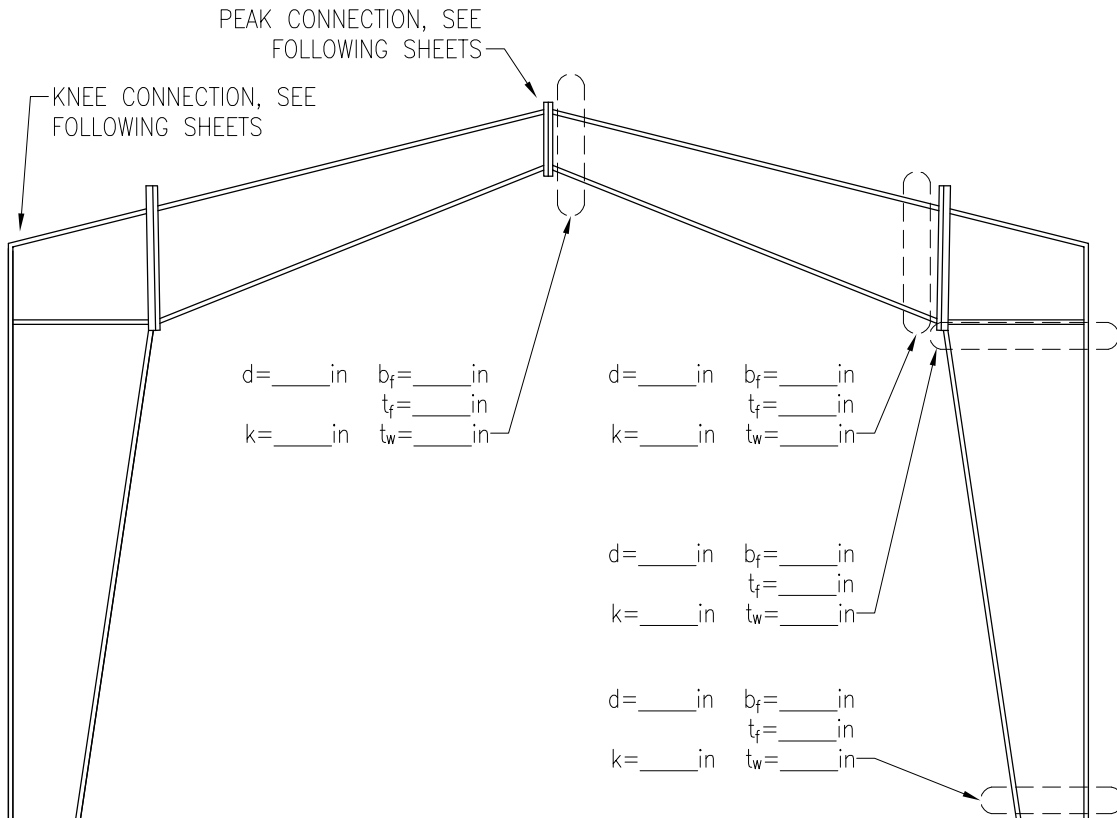 PEAK CONNECTION, SEE
FOLLOWING SHEETS
KNEE CONNECTION, SEE
FOLLOWING SHEETS
d=_____in b_f=_____in
t_f=_____in
k=_____in t_w=_____in
d=_____in b_f=_____in
t_f=_____in
k=_____in t_w=_____in
d=_____in b_f=_____in
t_f=_____in
k=_____in t_w=_____in
d=_____in b_f=_____in
t_f=_____in
k=_____in t_w=_____in